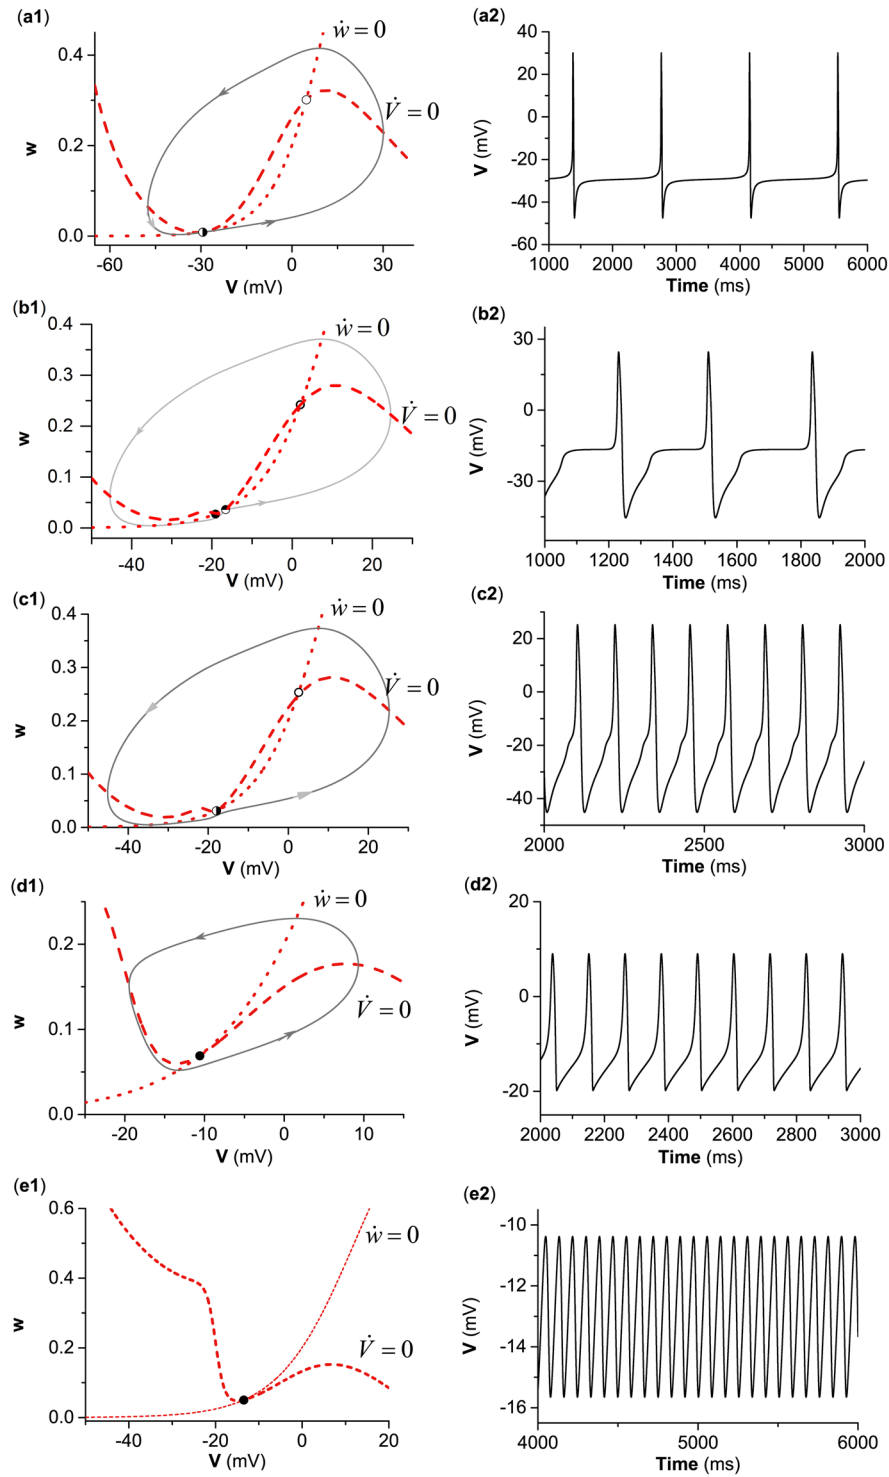 (a1)
ẇ = 0
V̇ = 0
0.4
0.2
0.0
w
-60
-30
0
30
V (mV)
(a2)
40
20
0
-20
-40
-60
V (mV)
1000
2000
3000
4000
5000
6000
Time (ms)
(b1)
ẇ = 0
V̇ = 0
0.4
0.3
0.2
0.1
0.0
w
-40
-20
0
20
V (mV)
(b2)
30
0
-30
V (mV)
1000
1200
1400
1600
1800
2000
Time (ms)
(c1)
ẇ = 0
V̇ = 0
0.4
0.3
0.2
0.1
0.0
w
-40
-20
0
20
V (mV)
(c2)
20
0
-20
-40
V (mV)
2000
2500
3000
Time (ms)
(d1)
ẇ = 0
V̇ = 0
0.2
0.1
0.0
w
-20
-10
0
10
V (mV)
(d2)
20
0
-20
V (mV)
2000
2200
2400
2600
2800
3000
Time (ms)
(e1)
ẇ = 0
V̇ = 0
0.6
0.4
0.2
0.0
w
-40
-20
0
20
V (mV)
(e2)
-10
-12
-14
-16
V (mV)
4000
5000
6000
Time (ms)